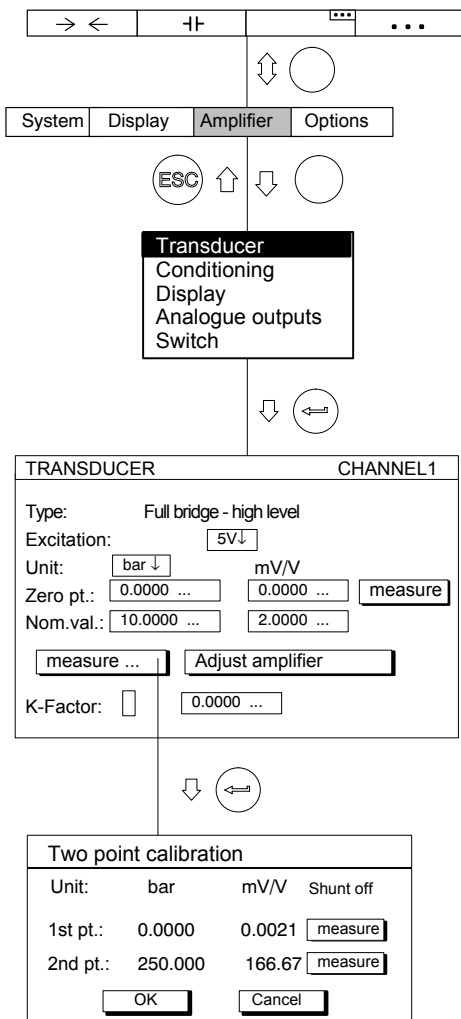 → ← ⊣⊢ ... ...
System Display Amplifier Options
ESC
Transducer
Conditioning
Display
Analogue outputs
Switch
TRANSDUCER CHANNEL1
Type: Full bridge - high level
Excitation: 5V↓
Unit: bar ↓ mV/V
Zero pt.: 0.0000 ... 0.0000 ... measure
Nom.val.: 10.0000 ... 2.0000 ...
measure ... Adjust amplifier
K-Factor: 0.0000 ...
Two point calibration
Unit: bar mV/V Shunt off
1st pt.: 0.0000 0.0021 measure
2nd pt.: 250.000 166.67 measure
OK Cancel